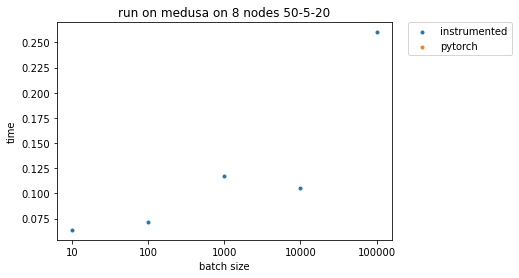 run on medusa on 8 nodes 50-5-20
0.250
0.225
0.200
0.175
0.150
0.125
0.100
0.075
time
10 100 1000 10000 100000
batch size
instrumented
pytorch